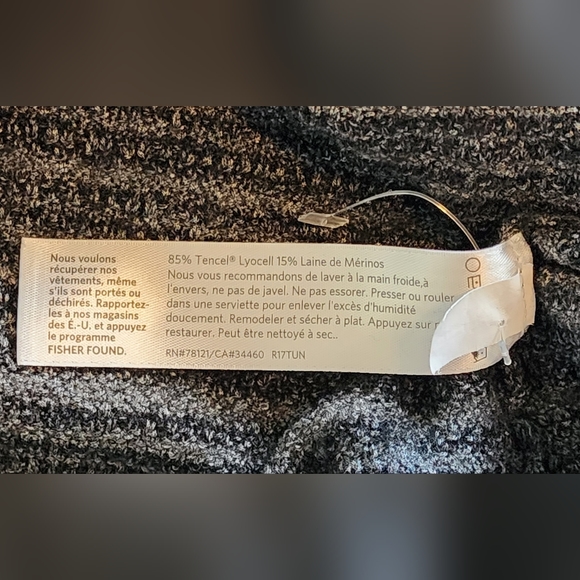 Nous voulons
récupérer nos
vêtements, même
s'ils sont portés ou
déchirés. Rapportez-
les à nos magasins
des É.-U. et appuyez
le programme
FISHER FOUND.
85% Tencel® Lyocell 15% Laine de Mérinos
Nous vous recommandons de laver à la main froide,à
l'envers, ne pas de javel. Ne pas essorer. Presser ou rouler
dans une serviette pour enlever l'excès d'humidité
doucement. Remodeler et sécher à plat. Appuyez sur
restaurer. Peut être nettoyé à sec..
RN#78121/CA#34460 R17TUN